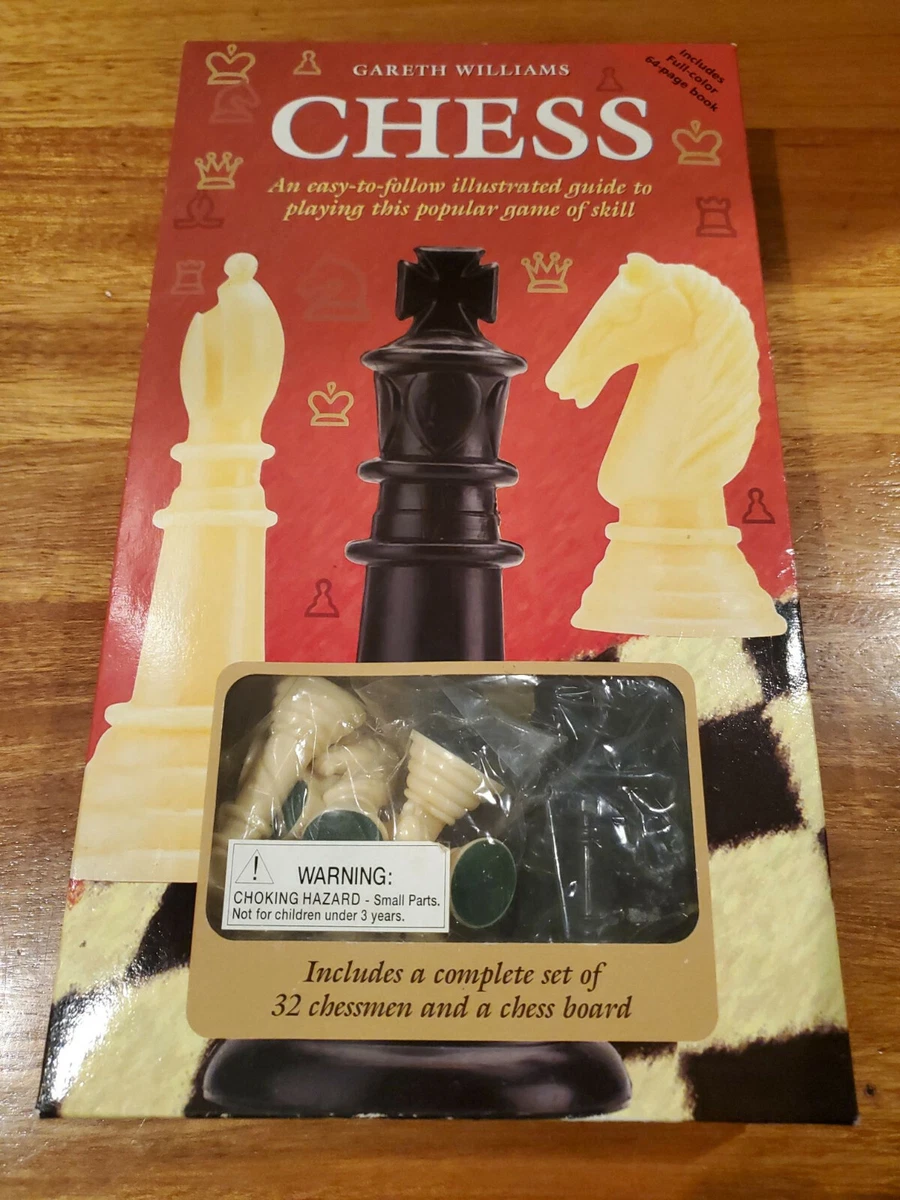 GARETH WILLIAMS
Includes
Full-color
64-page book
CHESS
An easy-to-follow illustrated guide to
playing this popular game of skill
WARNING:
CHOKING HAZARD - Small Parts.
Not for children under 3 years.
Includes a complete set of
32 chessmen and a chess board